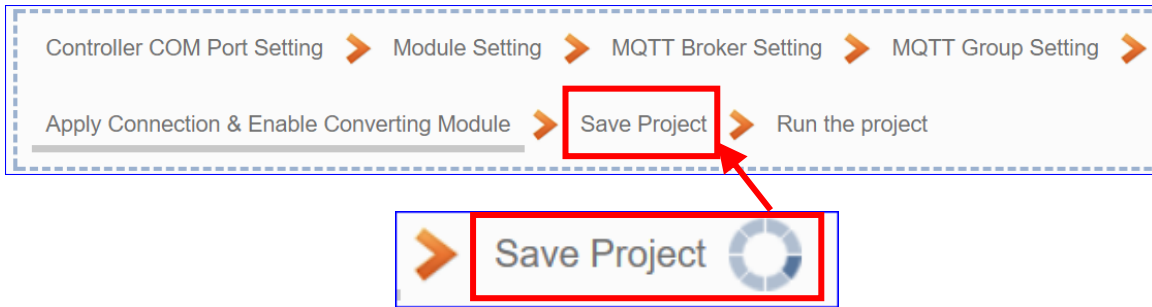 Controller COM Port Setting Module Setting MQTT Broker Setting MQTT Group Setting
Apply Connection & Enable Converting Module Save Project Run the project
Save Project